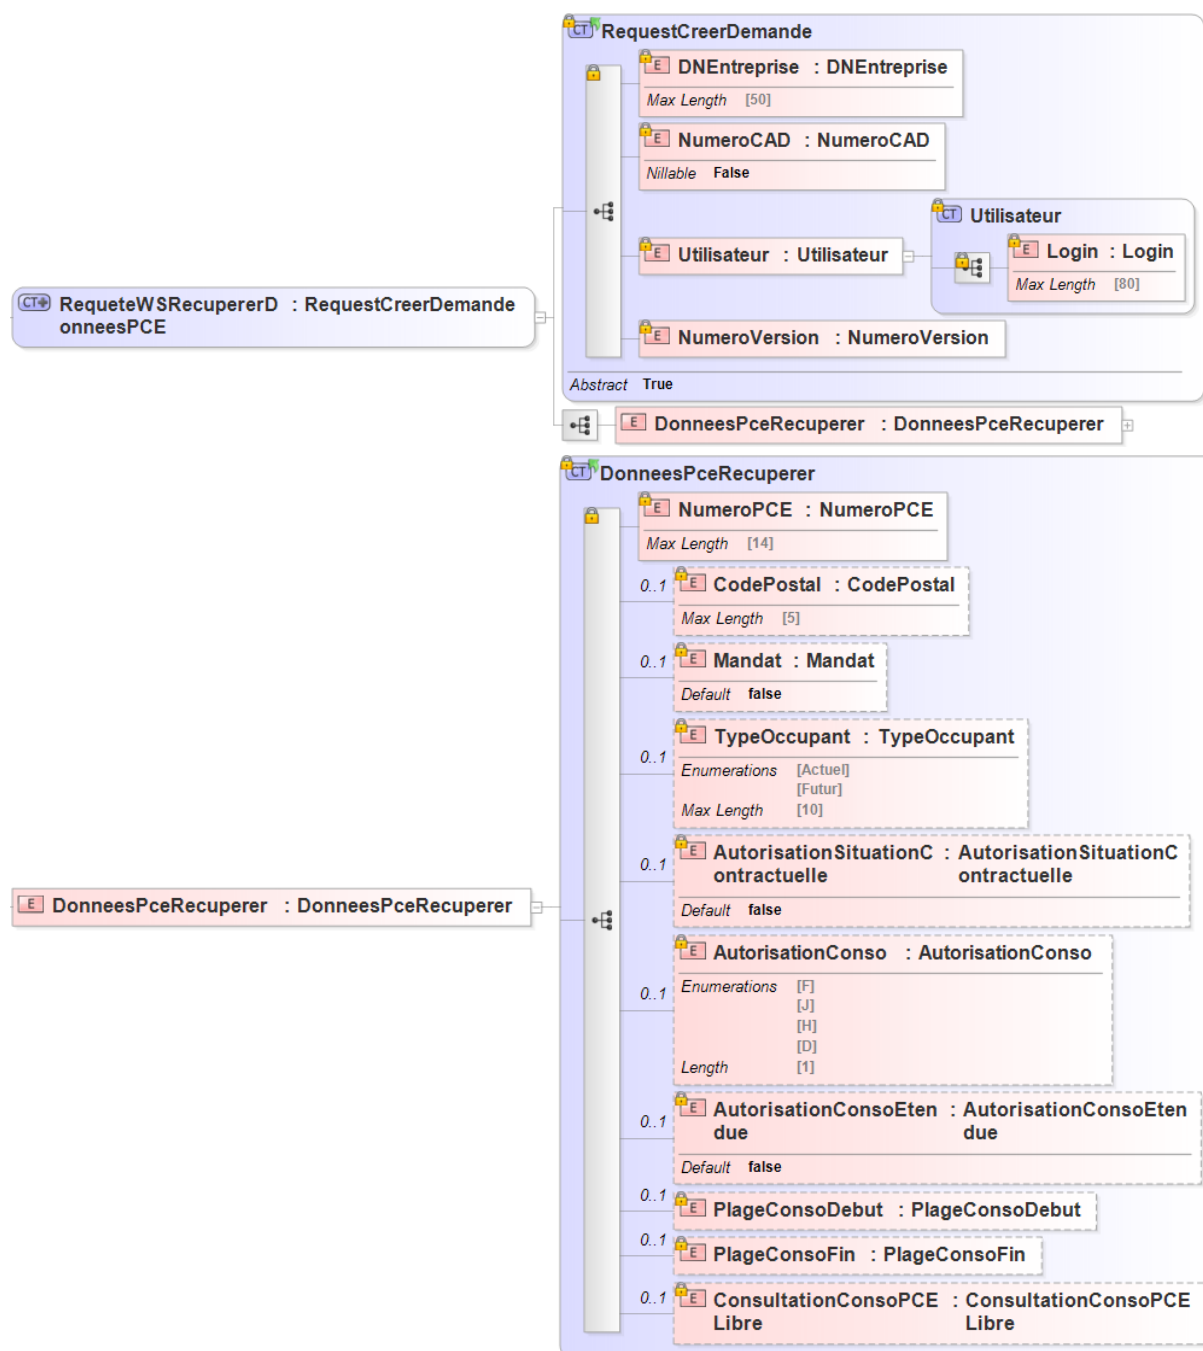 CT RequestCreerDemande
E DNEntreprise : DNEntreprise
Max Length [50]
E NumeroCAD : NumeroCAD
Nillable False
CT Utilisateur
E Utilisateur : Utilisateur
E Login : Login
Max Length [80]
CT RequeteWSRecupererD : RequestCreerDemande
onneesPCE
E NumeroVersion : NumeroVersion
Abstract True
E DonneesPceRecuperer : DonneesPceRecuperer
CT DonneesPceRecuperer
E NumeroPCE : NumeroPCE
Max Length [14]
0..1 E CodePostal : CodePostal
Max Length [5]
0..1 E Mandat : Mandat
Default false
0..1 E TypeOccupant : TypeOccupant
Enumerations [Actuel]
[Futur]
Max Length [10]
0..1 E AutorisationSituationC : AutorisationSituationC
ontractuelle ontractuelle
Default false
E DonneesPceRecuperer : DonneesPceRecuperer
0..1 E AutorisationConso : AutorisationConso
Enumerations [F]
[J]
[H]
[D]
Length [1]
0..1 E AutorisationConsoEten : AutorisationConsoEten
due due
Default false
0..1 E PlageConsoDebut : PlageConsoDebut
0..1 E PlageConsoFin : PlageConsoFin
0..1 E ConsultationConsoPCE : ConsultationConsoPCE
Libre Libre